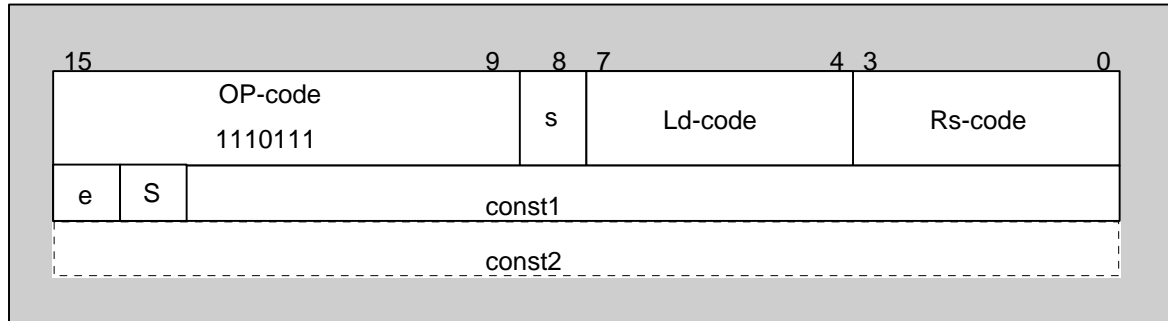 15 9 8 7 4 3 0
OP-code
1110111
s
Ld-code
Rs-code
e S const1
const2